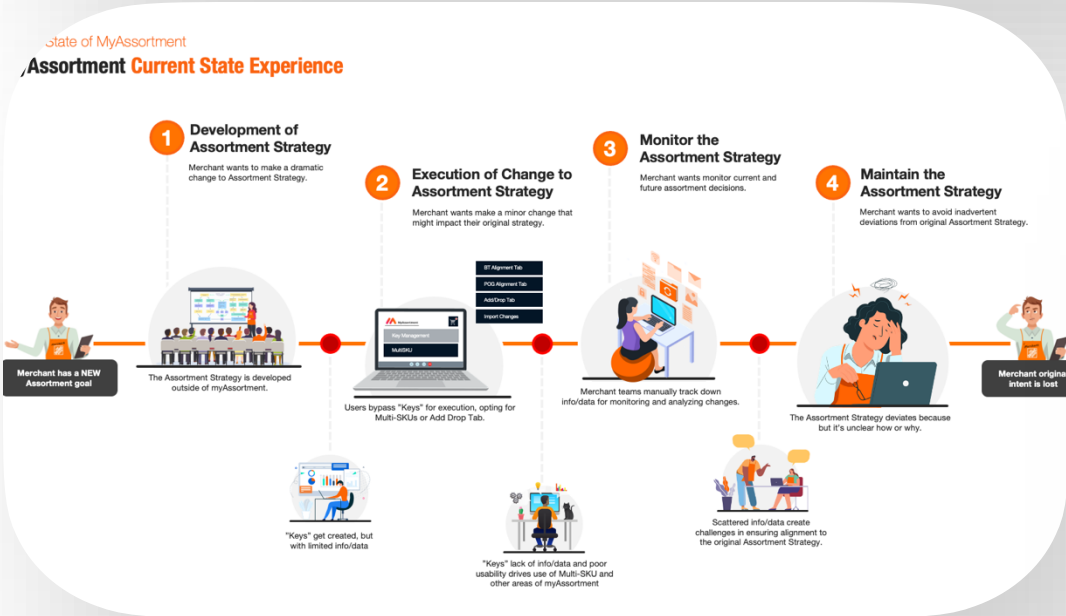 State of MyAssortment
Assortment Current State Experience
1
Development of
Assortment Strategy
Merchant wants to make a dramatic
change to Assortment Strategy.
2
Execution of Change to
Assortment Strategy
Merchant wants make a minor change that
might impact their original strategy.
3
Monitor the
Assortment Strategy
Merchant wants monitor current and
future assortment decisions.
4
Maintain the
Assortment Strategy
Merchant wants to avoid inadvertent
deviations from original Assortment Strategy.
BT Alignment Tab
POG Alignment Tab
Add/Drop Tab
Import Changes
Key Management
MultiSKU
Merchant has a NEW
Assortment goal
The Assortment Strategy is developed
outside of myAssortment.
Users bypass "Keys" for execution, opting for
Multi-SKUs or Add Drop Tab.
Merchant teams manually track down
info/data for monitoring and analyzing changes.
The Assortment Strategy deviates because
but it's unclear how or why.
Merchant origina
intent is lost
"Keys" get created, but
with limited info/data
"Keys" lack of info/data and poor
usability drives use of Multi-SKU and
other areas of myAssortment
Scattered info/data create
challenges in ensuring alignment to
the original Assortment Strategy.